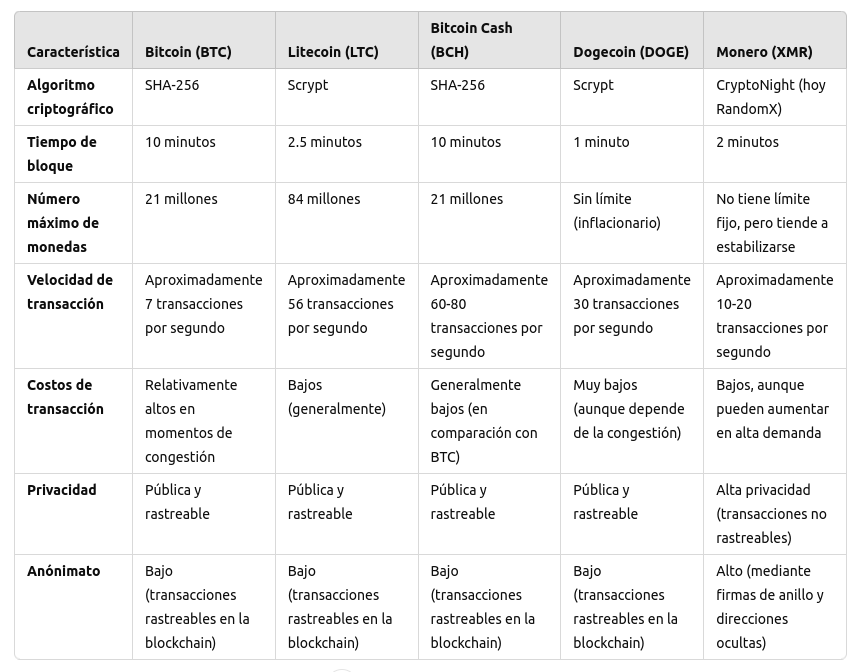 Característica
Bitcoin (BTC)
Litecoin (LTC)
Bitcoin Cash
(BCH)
Dogecoin (DOGE)
Monero (XMR)
Algoritmo
criptográfico
SHA-256
Scrypt
SHA-256
Scrypt
CryptoNight (hoy
RandomX)
Tiempo de
bloque
10 minutos
2.5 minutos
10 minutos
1 minuto
2 minutos
Número
máximo de
monedas
21 millones
84 millones
21 millones
Sin límite
(inflacionario)
No tiene límite
fijo, pero tiende a
estabilizarse
Velocidad de
transacción
Aproximadamente
7 transacciones
por segundo
Aproximadamente
56 transacciones
por segundo
Aproximadamente
60-80
transacciones por
segundo
Aproximadamente
30 transacciones
por segundo
Aproximadamente
10-20
transacciones por
segundo
Costos de
transacción
Relativamente
altos en
momentos de
congestión
Bajos
(generalmente)
Generalmente
bajos (en
comparación con
BTC)
Muy bajos
(aunque depende
de la congestión)
Bajos, aunque
pueden aumentar
en alta demanda
Privacidad
Pública y
rastreable
Pública y
rastreable
Pública y
rastreable
Pública y
rastreable
Alta privacidad
(transacciones no
rastreables)
Anónimato
Bajo
(transacciones
rastreables en la
blockchain)
Bajo
(transacciones
rastreables en la
blockchain)
Bajo
(transacciones
rastreables en la
blockchain)
Bajo
(transacciones
rastreables en la
blockchain)
Alto (mediante
firmas de anillo y
direcciones
ocultas)